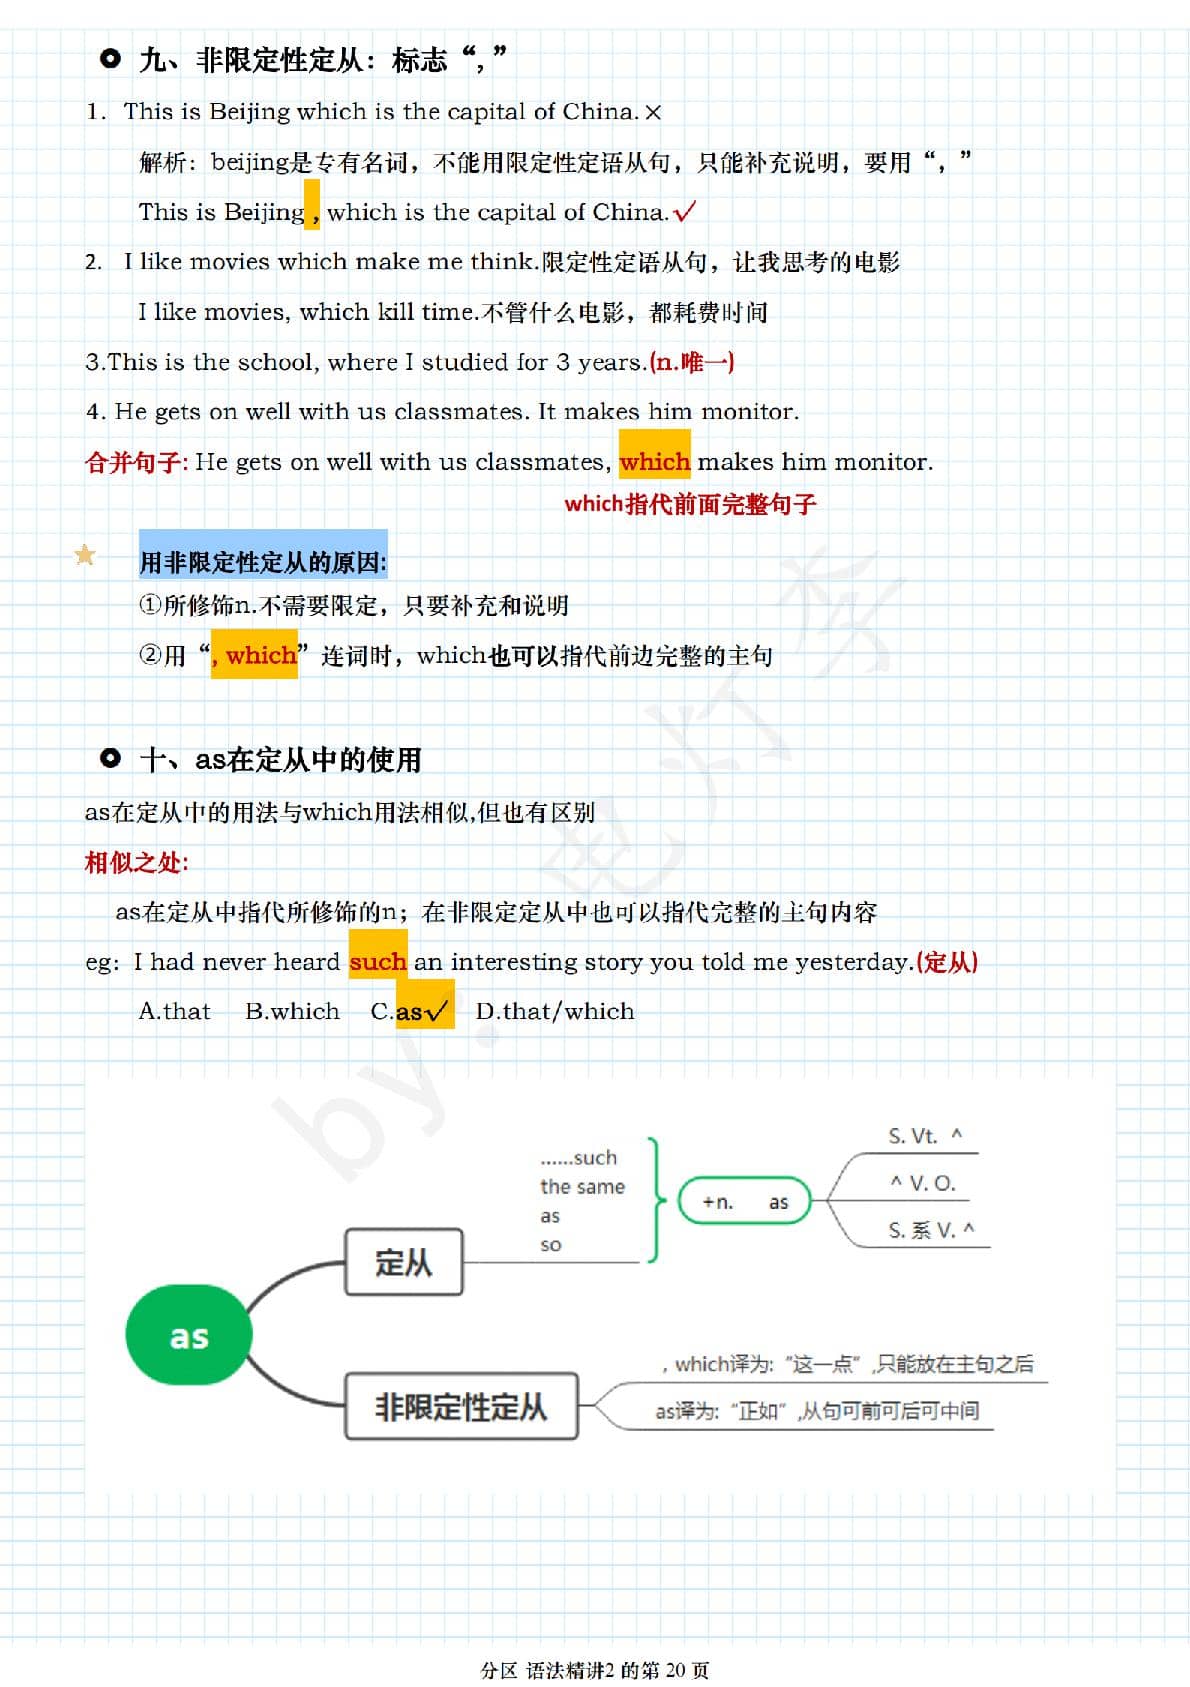 九、非限定性定从：标志“，”
1. This is Beijing which is the capital of China.×
解析：beijing是专有名词，不能用限定性定语从句，只能补充说明，要用“，”
This is Beijing , which is the capital of China.✓
2. I like movies which make me think.限定性定语从句，让我思考的电影
I like movies, which kill time.不管什么电影，都耗费时间
3.This is the school, where I studied for 3 years.(n.唯一)
4. He gets on well with us classmates. It makes him monitor.
合并句子: He gets on well with us classmates, which makes him monitor.
which指代前面完整句子
用非限定性定从的原因:
①所修饰n.不需要限定，只要补充和说明
②用“, which”连词时，which也可以指代前边完整的主句
十、as在定从中的使用
as在定从中的用法与which用法相似,但也有区别
相似之处:
as在定从中指代所修饰的n；在非限定定从中也可以指代完整的主句内容
eg: I had never heard such an interesting story you told me yesterday.(定从)
A.that B.which C.as✓ D.that/which
as
定从
......such
the same
as
so
+n. as
S. Vt. ^
^ V. O.
S. 系 V. ^
非限定性定从
, which译为:“这一点”,只能放在主句之后
as译为:“正如”,从句可前可后可中间
by: 电灯李
分区 语法精讲2 的第 20 页